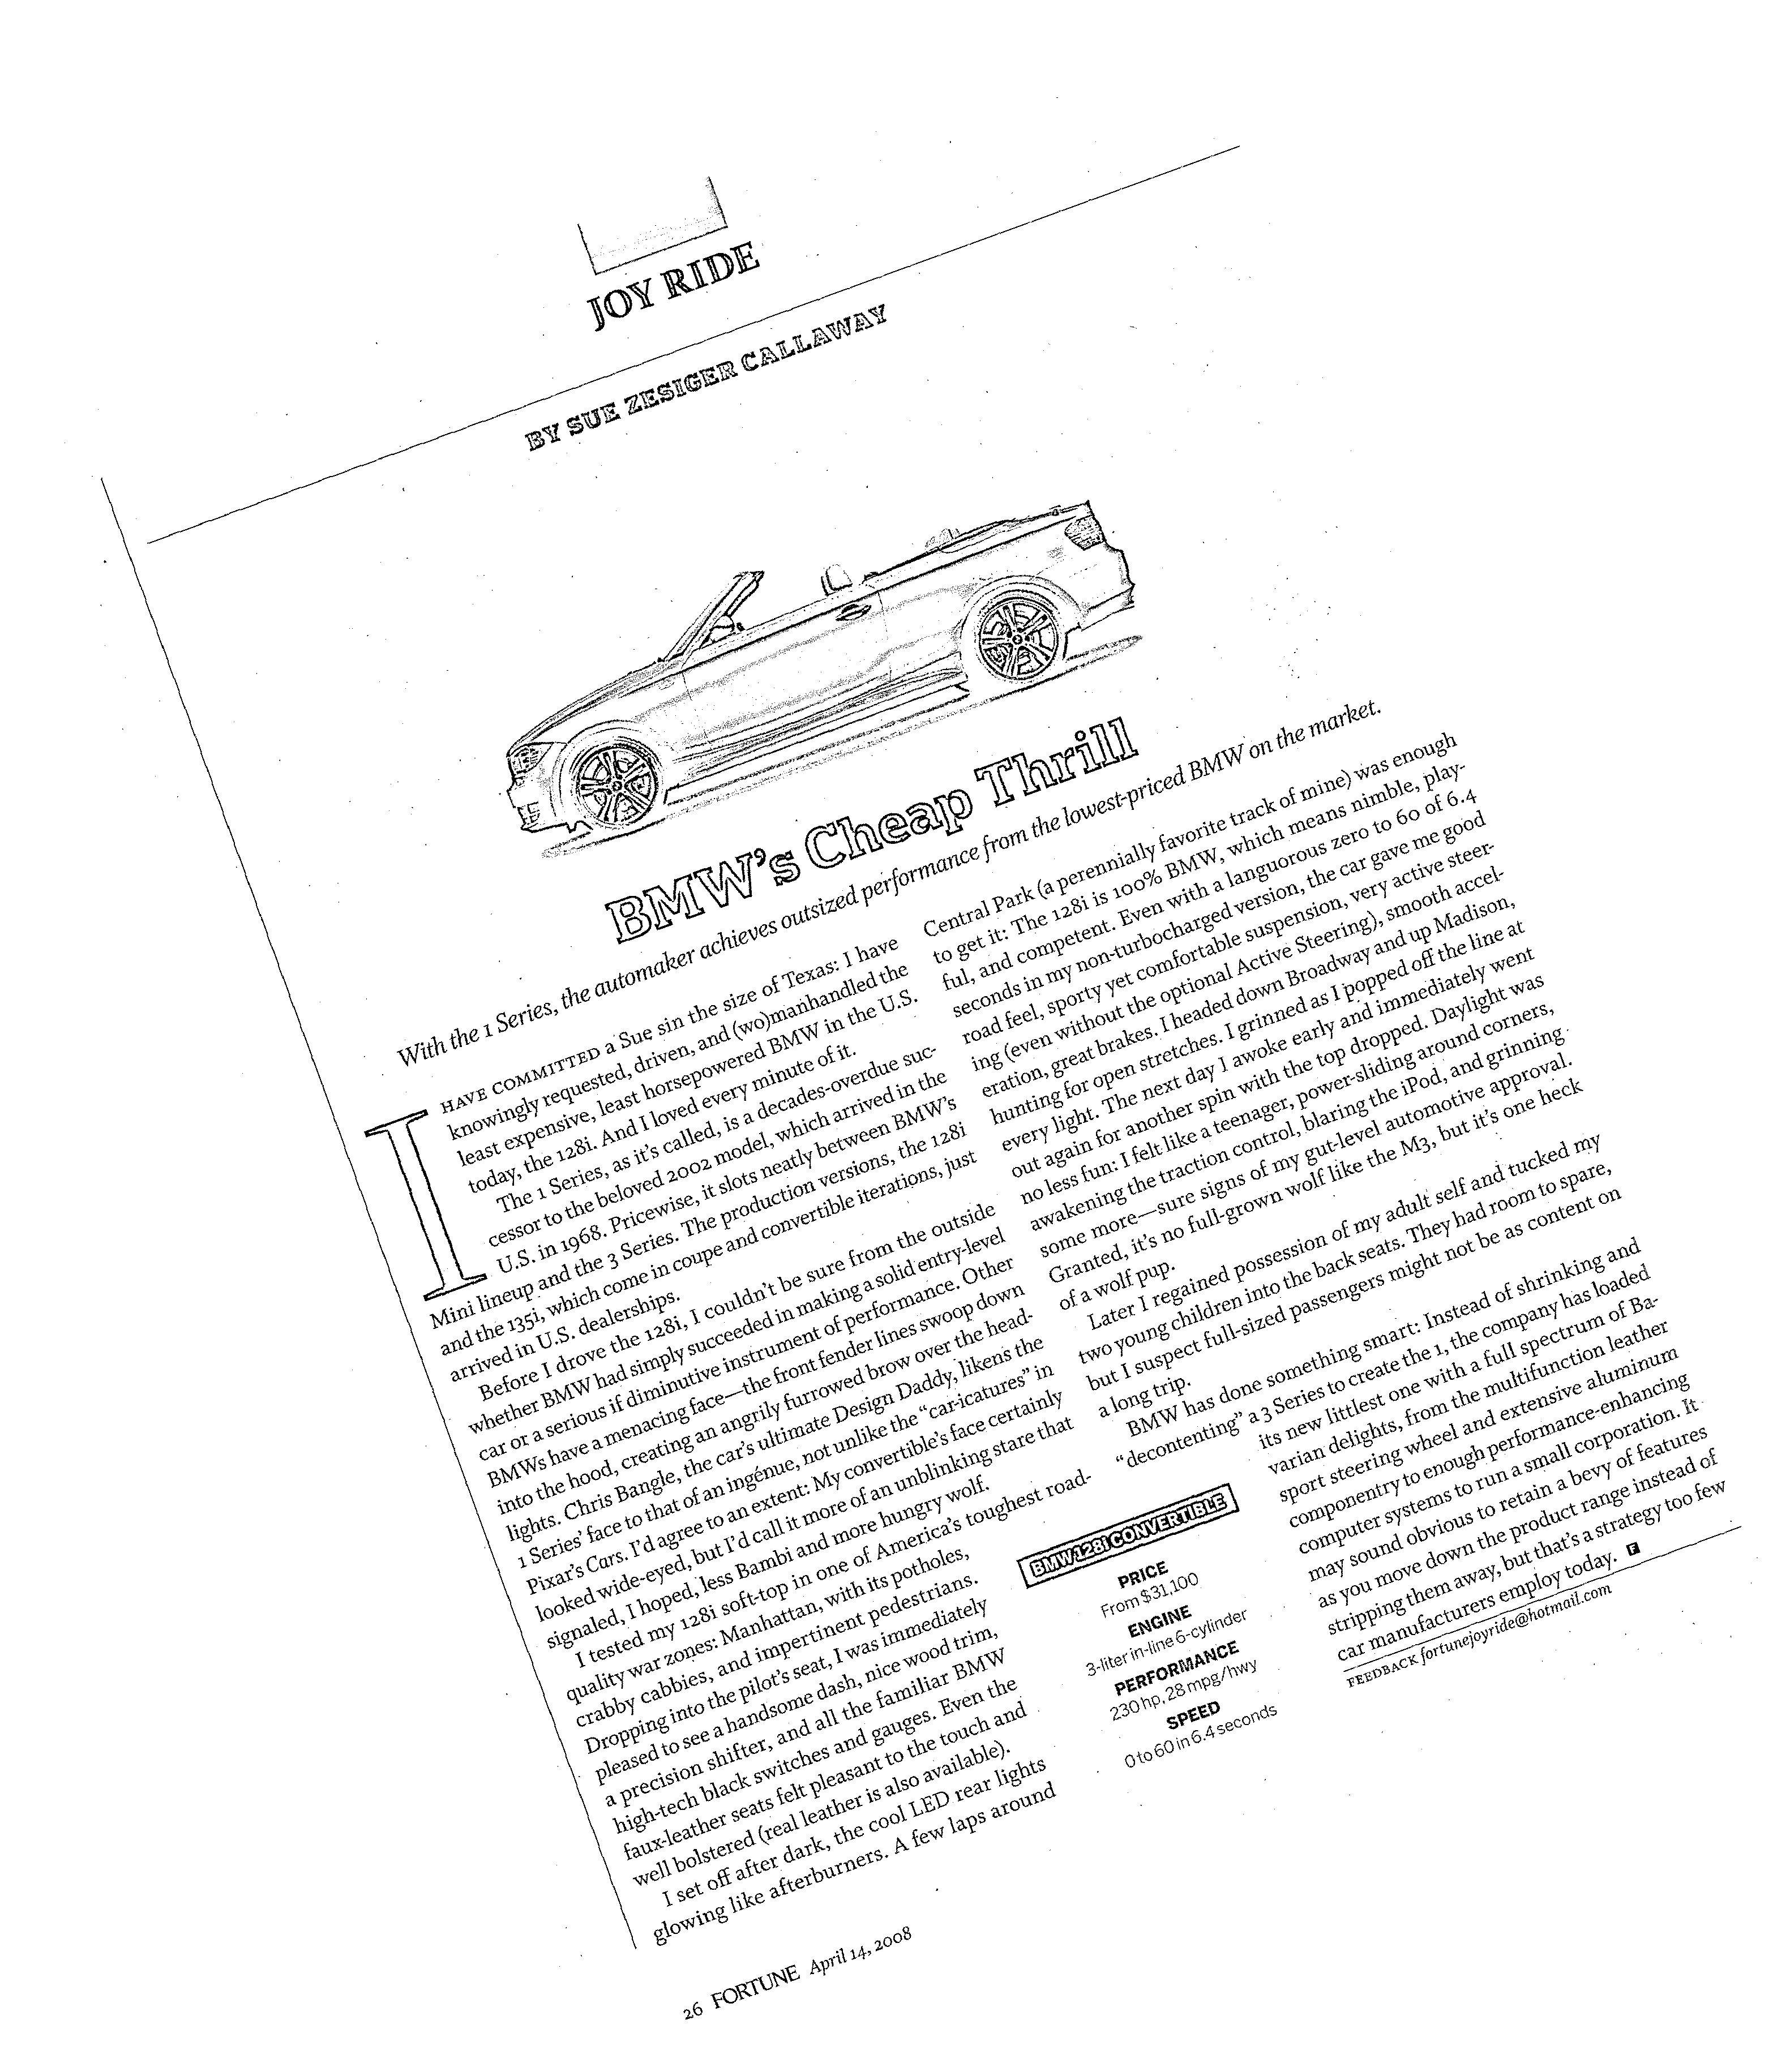 JOY RIDE
BY SUE ZESIGER CALLAWAY
BMW's Cheap Thrill
With the 1 Series, the automaker achieves outsized performance from the lowest-priced BMW on the market.
I HAVE COMMITTED a Sue sin the size of Texas: I have
knowingly requested, driven, and (wo)manhandled the
least expensive, least horsepowered BMW in the U.S.
today, the 128i. And I loved every minute of it.
The 1 Series, as it's called, is a decades-overdue suc-
cessor to the beloved 2002 model, which arrived in the
U.S. in 1968. Pricewise, it slots neatly between BMW's
Mini lineup and the 3 Series. The production versions, the 128i
and the 135i, which come in coupe and convertible iterations, just
arrived in U.S. dealerships.
Before I drove the 128i, I couldn't be sure from the outside
whether BMW had simply succeeded in making a solid entry-level
car or a serious if diminutive instrument of performance. Other
BMWs have a menacing face—the front fender lines swoop down
into the hood, creating an angrily furrowed brow over the head-
lights. Chris Bangle, the car's ultimate Design Daddy, likens the
1 Series' face to that of an ingénue, not unlike the "car-icatures" in
Pixar's Cars. I'd agree to an extent: My convertible's face certainly
looked wide-eyed, but I'd call it more of an unblinking stare that
signaled, I hoped, less Bambi and more hungry wolf.
I tested my 128i soft-top in one of America's toughest road-
quality war zones: Manhattan, with its potholes,
crabby cabbies, and impertinent pedestrians.
Dropping into the pilot's seat, I was immediately
pleased to see a handsome dash, nice wood trim,
a precision shifter, and all the familiar BMW
high-tech black switches and gauges. Even the
faux-leather seats felt pleasant to the touch and
well bolstered (real leather is also available).
I set off after dark, the cool LED rear lights
glowing like afterburners. A few laps around
Central Park (a perennially favorite track of mine) was enough
to get it: The 128i is 100% BMW, which means nimble, play-
ful, and competent. Even with a languorous zero to 60 of 6.4
seconds in my non-turbocharged version, the car gave me good
road feel, sporty yet comfortable suspension, very active steer-
ing (even without the optional Active Steering), smooth accel-
eration, great brakes. I headed down Broadway and up Madison,
hunting for open stretches. I grinned as I popped off the line at
every light. The next day I awoke early and immediately went
out again for another spin with the top dropped. Daylight was
no less fun: I felt like a teenager, power-sliding around corners,
awakening the traction control, blaring the iPod, and grinning
some more—sure signs of my gut-level automotive approval.
Granted, it's no full-grown wolf like the M3, but it's one heck
of a wolf pup.
Later I regained possession of my adult self and tucked my
two young children into the back seats. They had room to spare,
but I suspect full-sized passengers might not be as content on
a long trip.
BMW has done something smart: Instead of shrinking and
"decontenting" a 3 Series to create the 1, the company has loaded
its new littlest one with a full spectrum of Ba-
varian delights, from the multifunction leather
sport steering wheel and extensive aluminum
componentry to enough performance-enhancing
computer systems to run a small corporation. It
may sound obvious to retain a bevy of features
as you move down the product range instead of
stripping them away, but that's a strategy too few
car manufacturers employ today. F
FEEDBACK fortunejoyride@hotmail.com
BMW 128i CONVERTIBLE
PRICE
From $31,100
ENGINE
3-liter in-line 6-cylinder
PERFORMANCE
230 hp, 28 mpg/hwy
SPEED
0 to 60 in 6.4 seconds
26 FORTUNE April 14, 2008